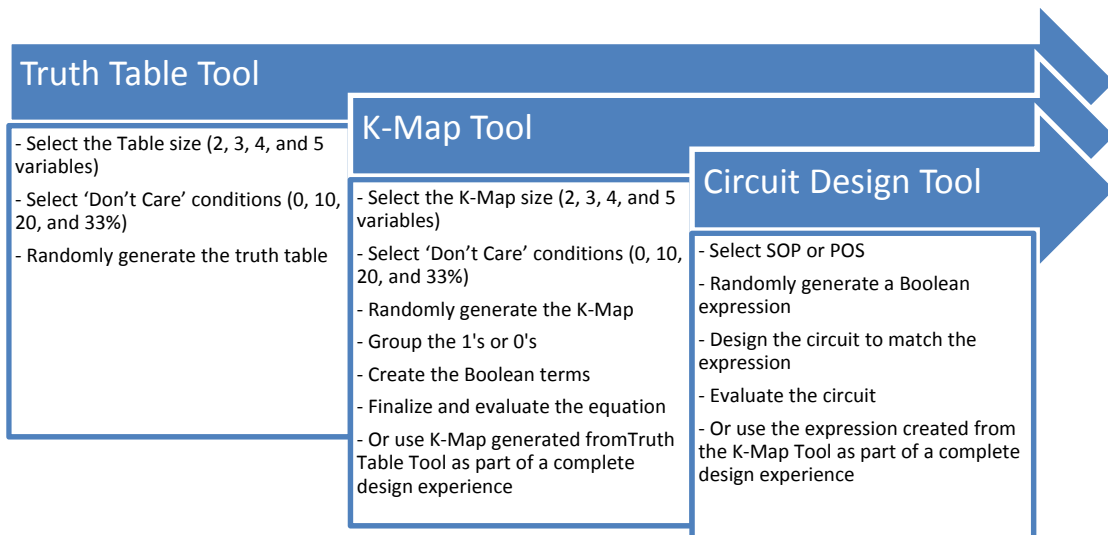 Truth Table Tool
- Select the Table size (2, 3, 4, and 5
variables)
- Select ‘Don’t Care’ conditions (0, 10,
20, and 33%)
- Randomly generate the truth table
K-Map Tool
- Select the K-Map size (2, 3, 4, and 5
variables)
- Select ‘Don’t Care’ conditions (0, 10,
20, and 33%)
- Randomly generate the K-Map
- Group the 1's or 0's
- Create the Boolean terms
- Finalize and evaluate the equation
- Or use K-Map generated fromTruth
Table Tool as part of a complete
design experience
Circuit Design Tool
- Select SOP or POS
- Randomly generate a Boolean
expression
- Design the circuit to match the
expression
- Evaluate the circuit
- Or use the expression created from
the K-Map Tool as part of a complete
design experience